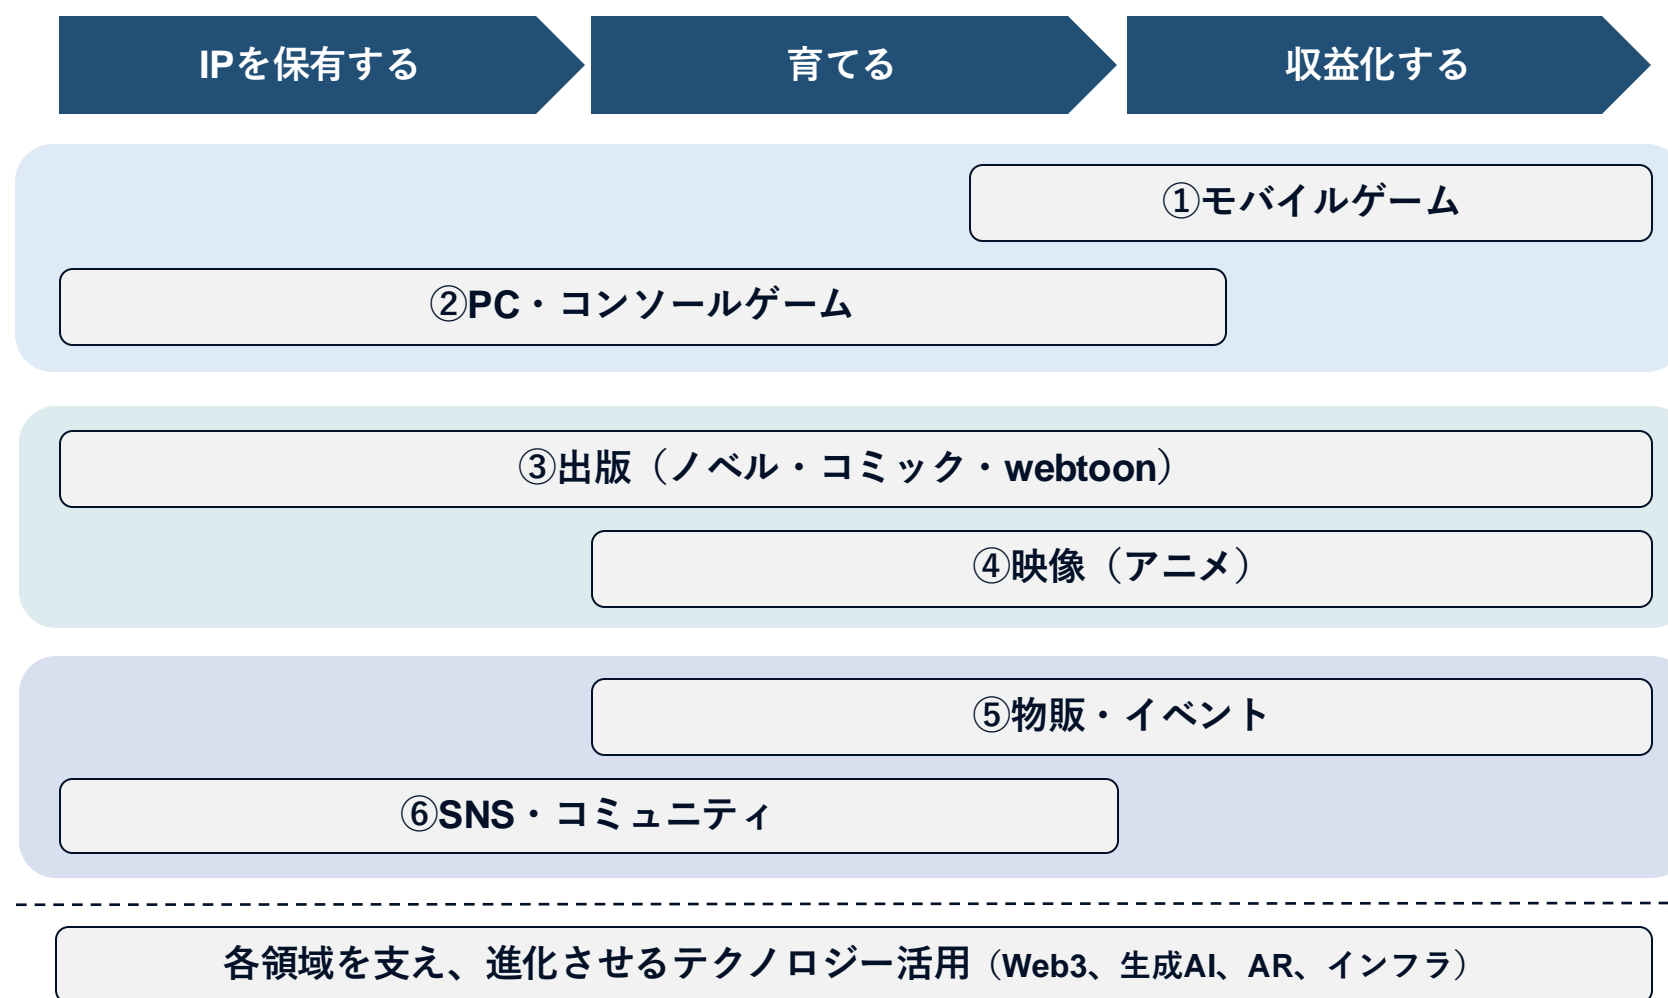 IPを保有する
育てる
収益化する
①モバイルゲーム
②PC・コンソールゲーム
③出版（ノベル・コミック・webtoon）
④映像（アニメ）
⑤物販・イベント
⑥SNS・コミュニティ
各領域を支え、進化させるテクノロジー活用（Web3、生成AI、AR、インフラ）